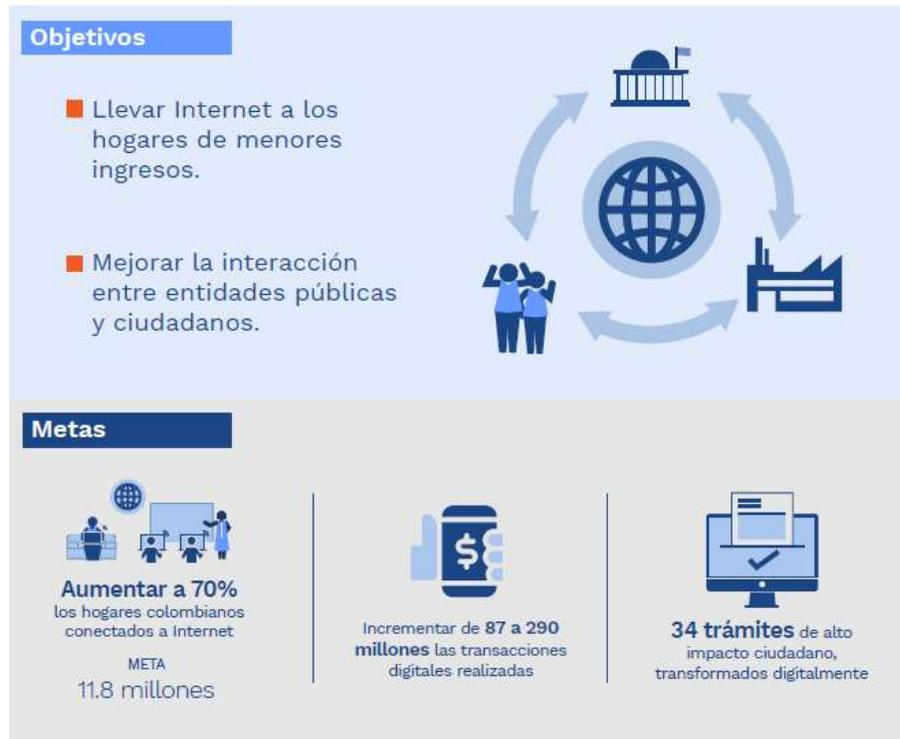 Objetivos
Llevar Internet a los
hogares de menores
ingresos.
Mejorar la interacción
entre entidades públicas
y ciudadanos.
Metas
Aumentar a 70%
los hogares colombianos
conectados a Internet
META
11.8 millones
Incrementar de 87 a 290
millones las transacciones
digitales realizadas
34 trámites de alto
impacto ciudadano,
transformados digitalmente